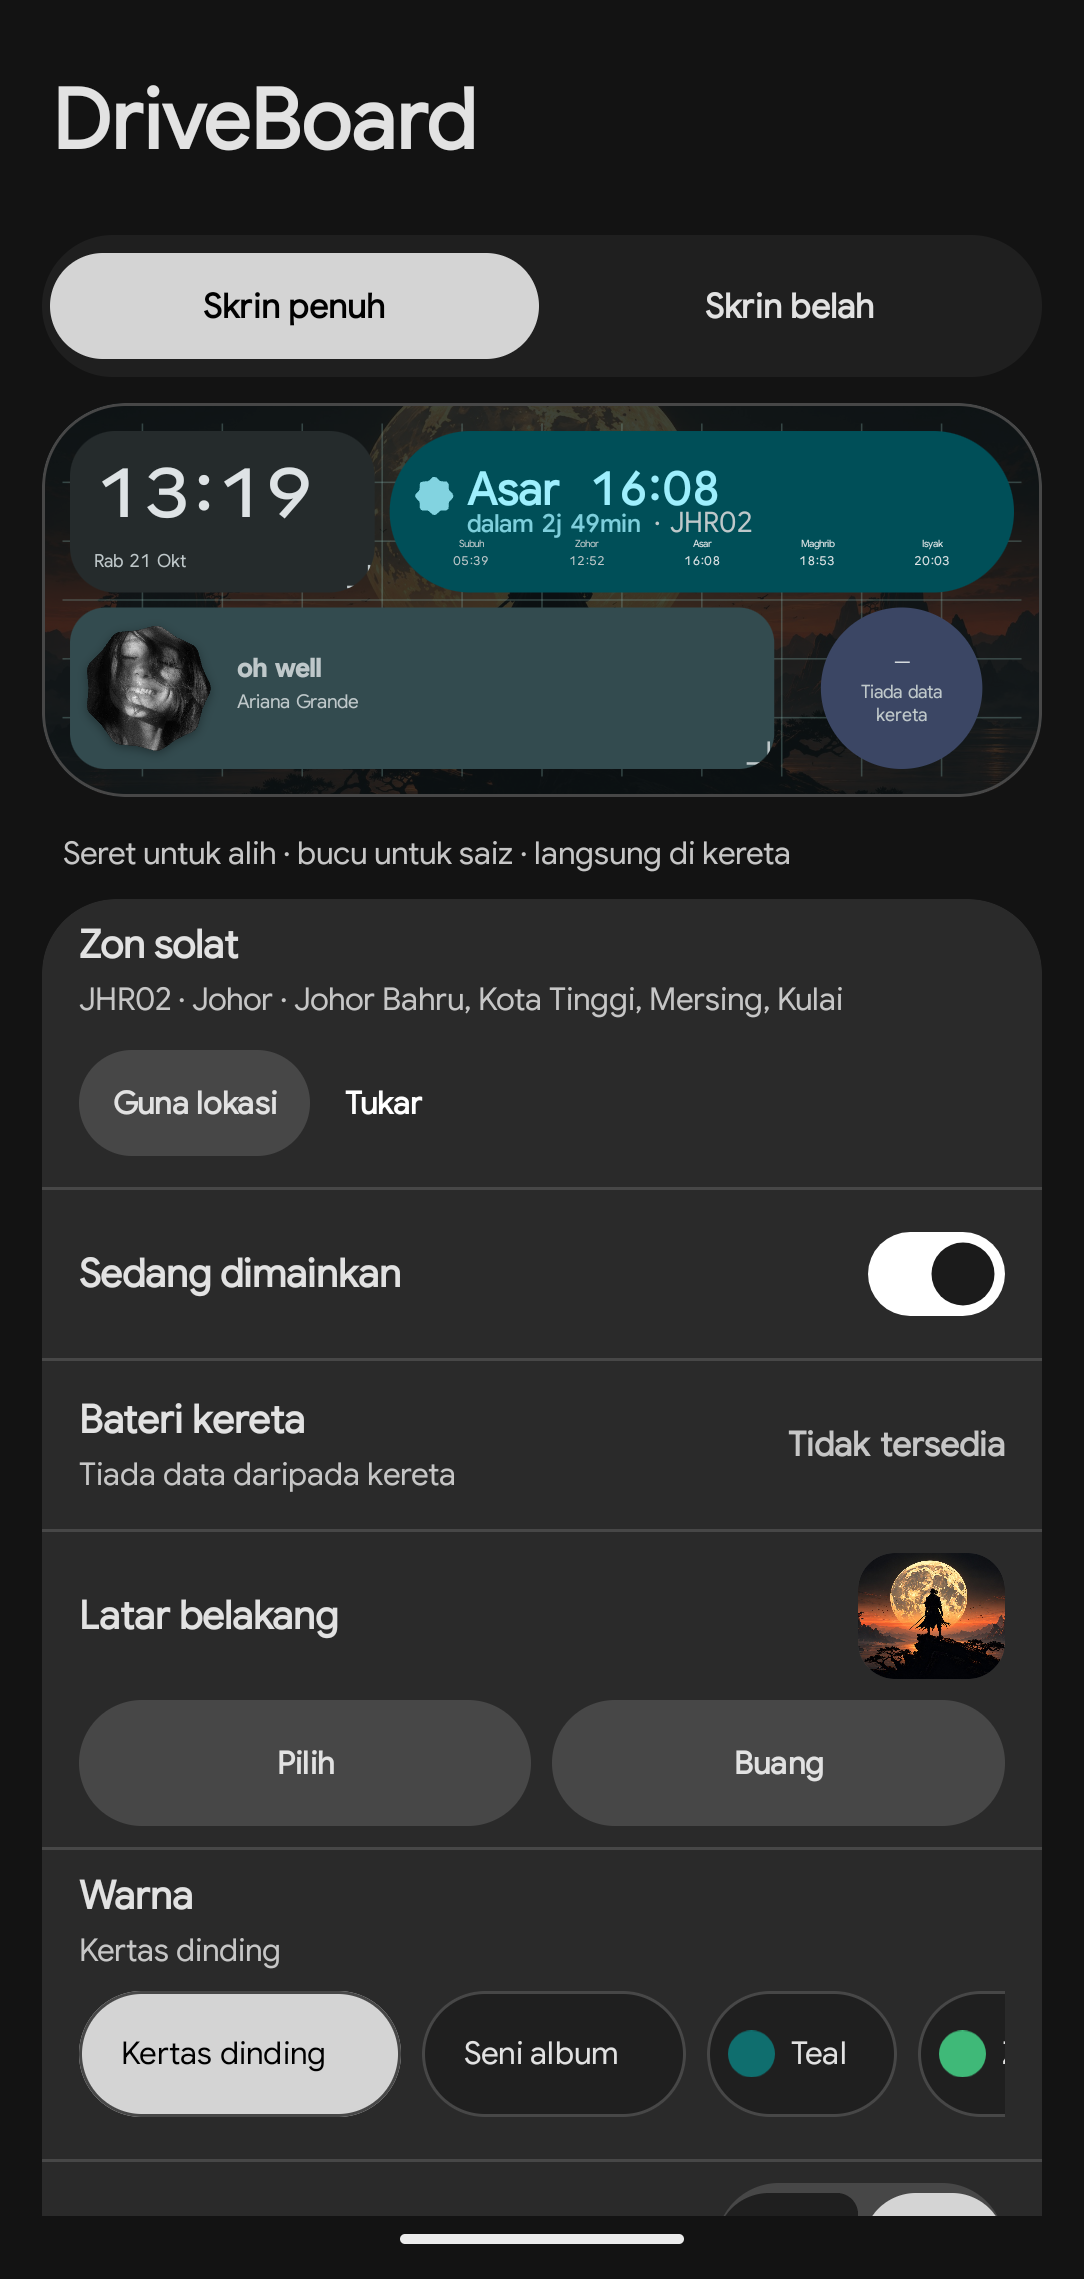 DriveBoard
Skrin penuh
Skrin belah
13:19
Rab 21 Okt
Asar 16:08
dalam 2j 49min · JHR02
Subuh Zohor Asar Maghrib Isyak
05:39 12:52 16:08 18:53 20:03
oh well
Ariana Grande
—
Tiada data
kereta
Seret untuk alih · bucu untuk saiz · langsung di kereta
Zon solat
JHR02 · Johor · Johor Bahru, Kota Tinggi, Mersing, Kulai
Guna lokasi
Tukar
Sedang dimainkan
Bateri kereta
Tiada data daripada kereta
Tidak tersedia
Latar belakang
Pilih
Buang
Warna
Kertas dinding
Kertas dinding
Seni album
Teal